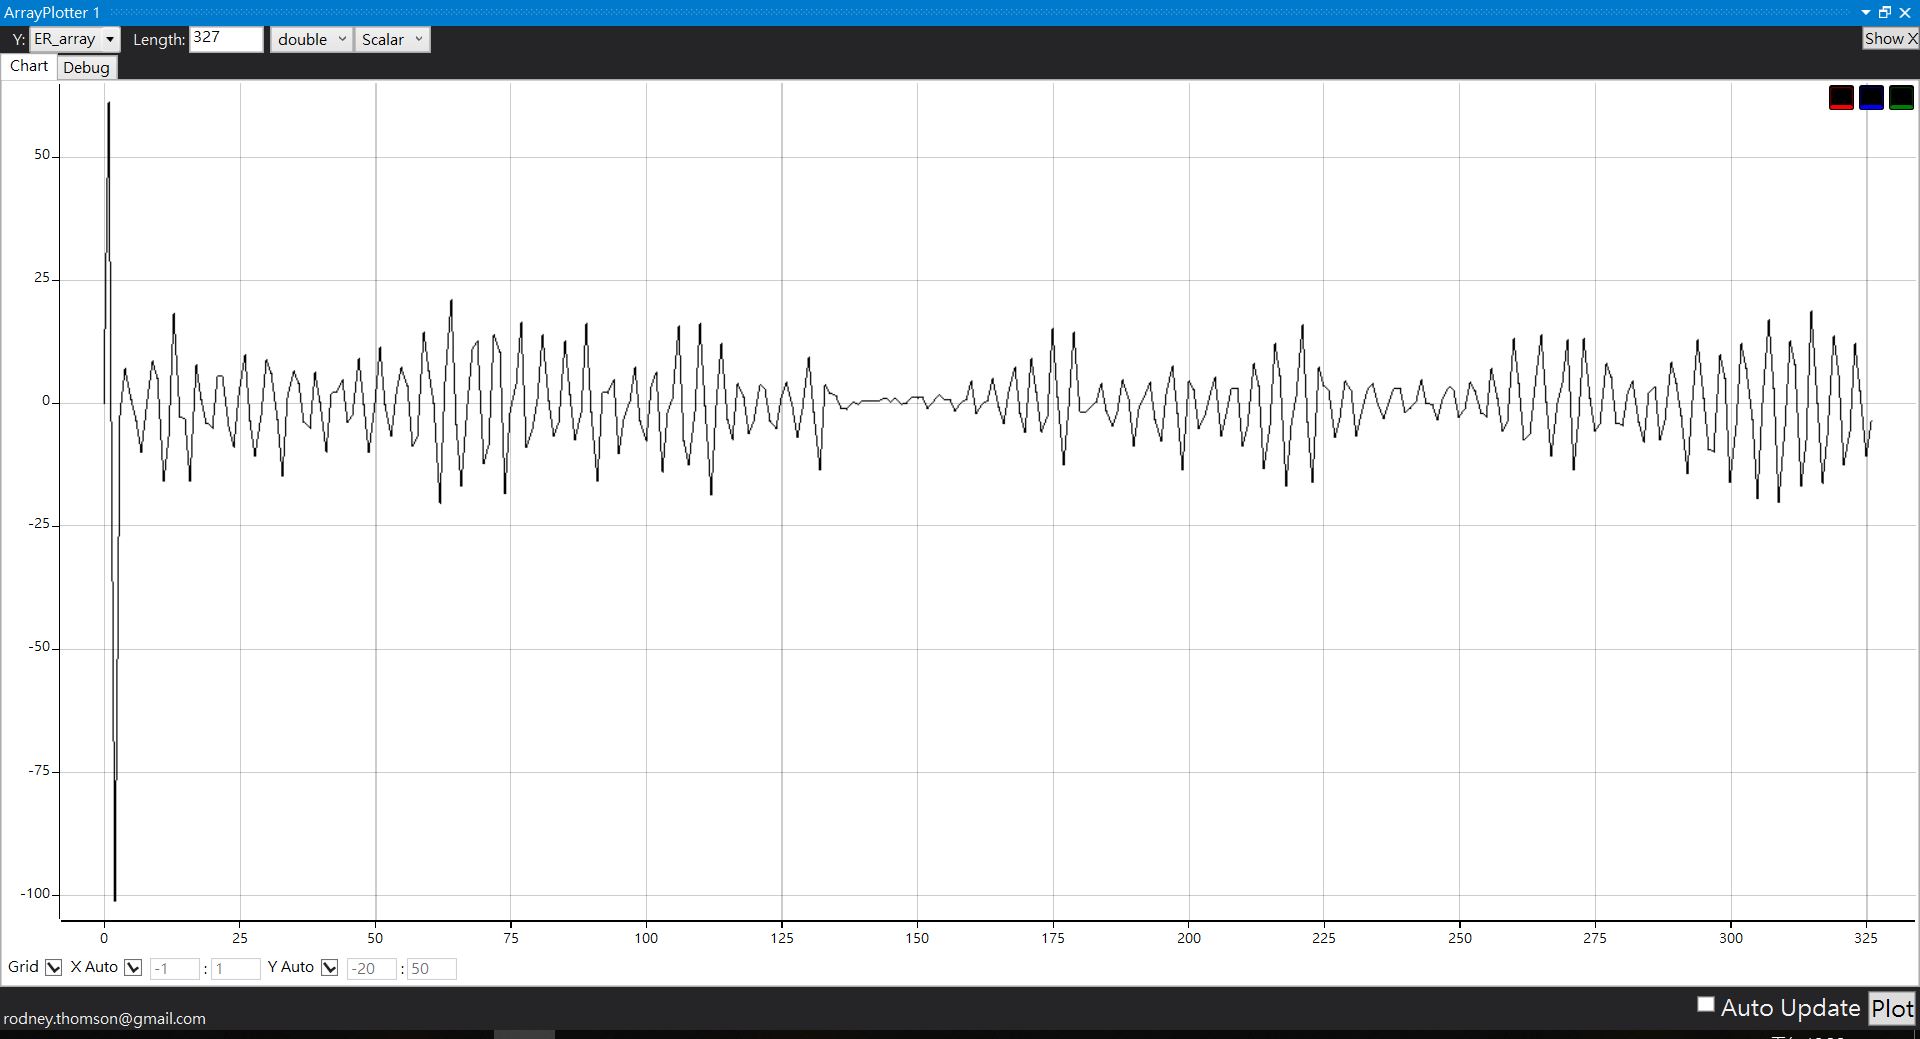 ArrayPlotter 1
Y: ER_array Length: 327 double Scalar Show X
Chart Debug
50
25
0
-25
-50
-75
-100
0 25 50 75 100 125 150 175 200 225 250 275 300 325
Grid X Auto -1 : 1 Y Auto -20 : 50
Auto Update Plot
rodney.thomson@gmail.com